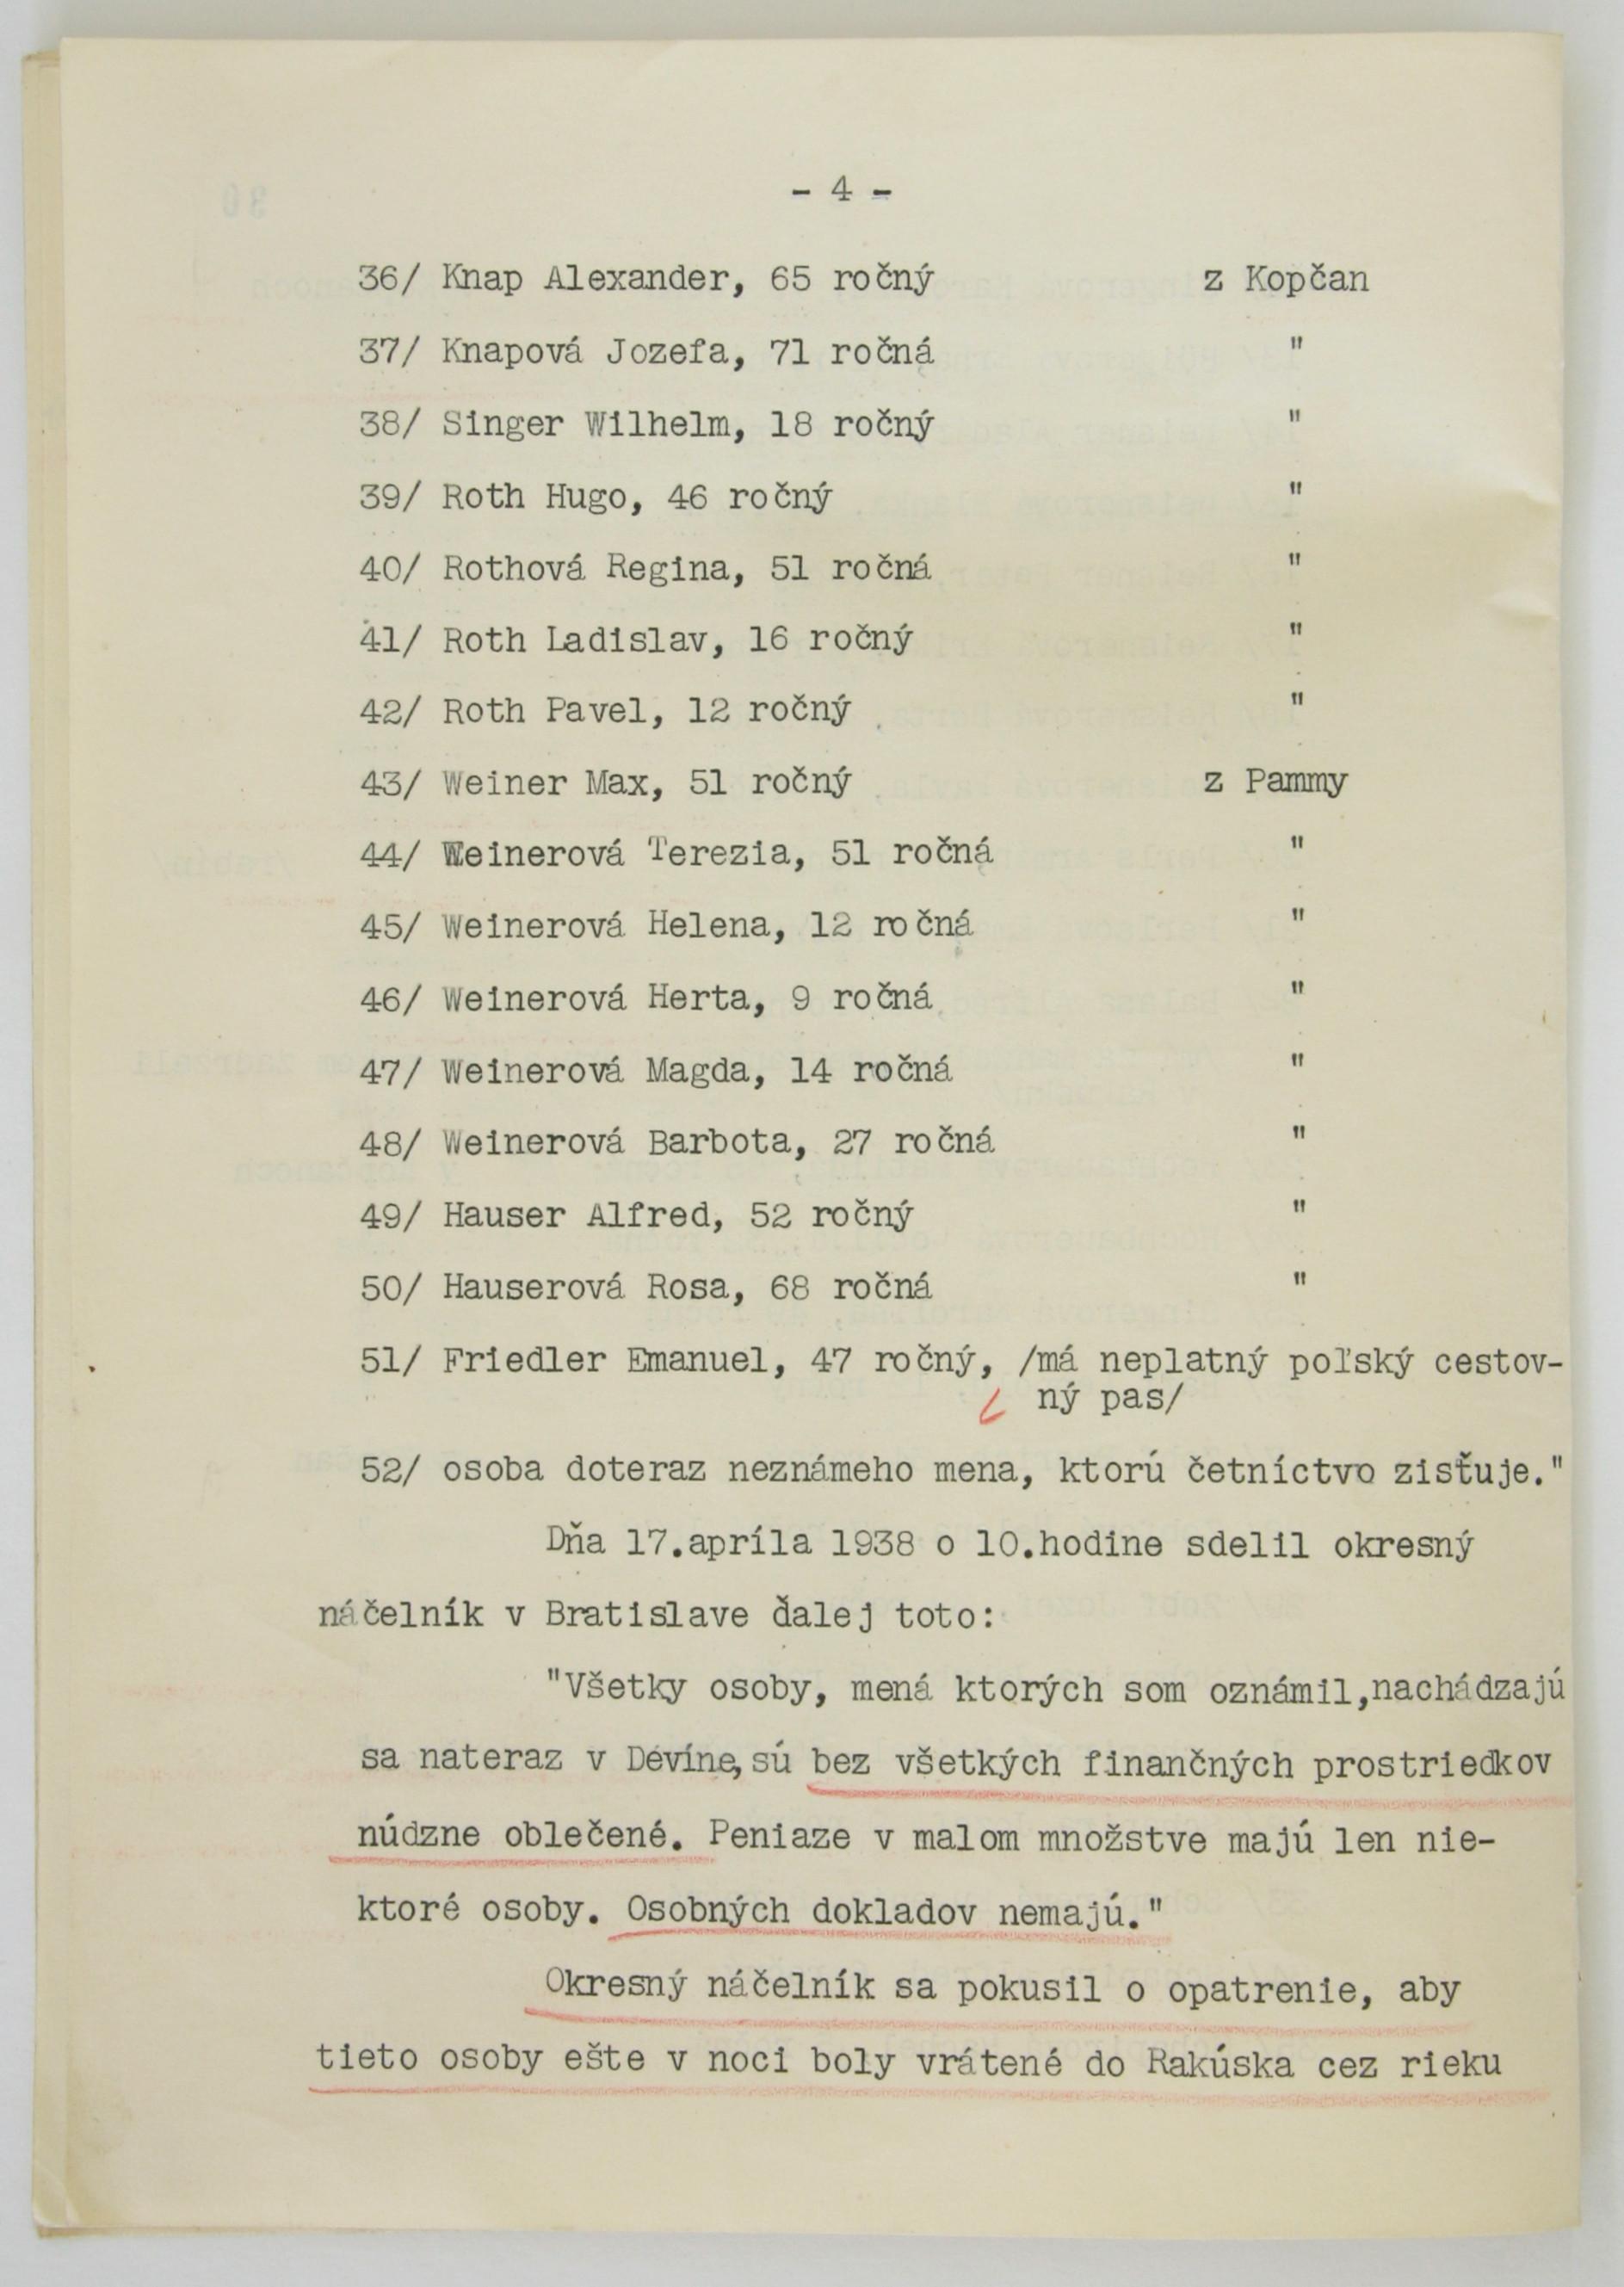 - 4 -
36/ Knap Alexander, 65 ročný z Kopčan
37/ Knapová Jozefa, 71 ročná "
38/ Singer Wilhelm, 18 ročný "
39/ Roth Hugo, 46 ročný "
40/ Rothová Regina, 51 ročná "
41/ Roth Ladislav, 16 ročný "
42/ Roth Pavel, 12 ročný "
43/ Weiner Max, 51 ročný z Pammy
44/ Weinerová Terezia, 51 ročná "
45/ Weinerová Helena, 12 ročná "
46/ Weinerová Herta, 9 ročná "
47/ Weinerová Magda, 14 ročná "
48/ Weinerová Barbota, 27 ročná "
49/ Hauser Alfred, 52 ročný "
50/ Hauserová Rosa, 68 ročná "
51/ Friedler Emanuel, 47 ročný, /má neplatný poľský cestov-
ný pas/
52/ osoba doteraz neznámeho mena, ktorú četníctvo zisťuje."
Dňa 17.apríla 1938 o 10.hodine sdelil okresný
náčelník v Bratislave ďalej toto:
"Všetky osoby, mená ktorých som oznámil,nachádzajú
sa nateraz v Dévíne,sú bez všetkých finančných prostriedkov
núdzne oblečené. Peniaze v malom množstve majú len nie-
ktoré osoby. Osobných dokladov nemajú."
Okresný náčelník sa pokusil o opatrenie, aby
tieto osoby ešte v noci boly vrátené do Rakúska cez rieku